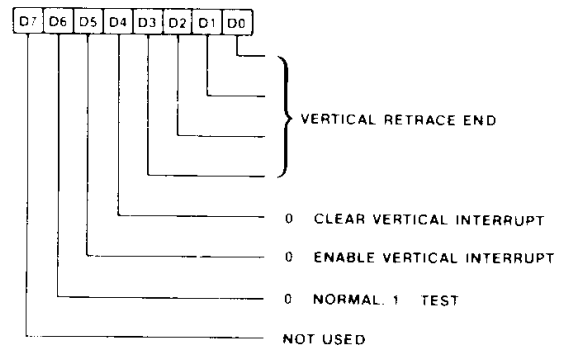 D7 D6 D5 D4 D3 D2 D1 D0
VERTICAL RETRACE END
0 CLEAR VERTICAL INTERRUPT
0 ENABLE VERTICAL INTERRUPT
0 NORMAL. 1 TEST
NOT USED